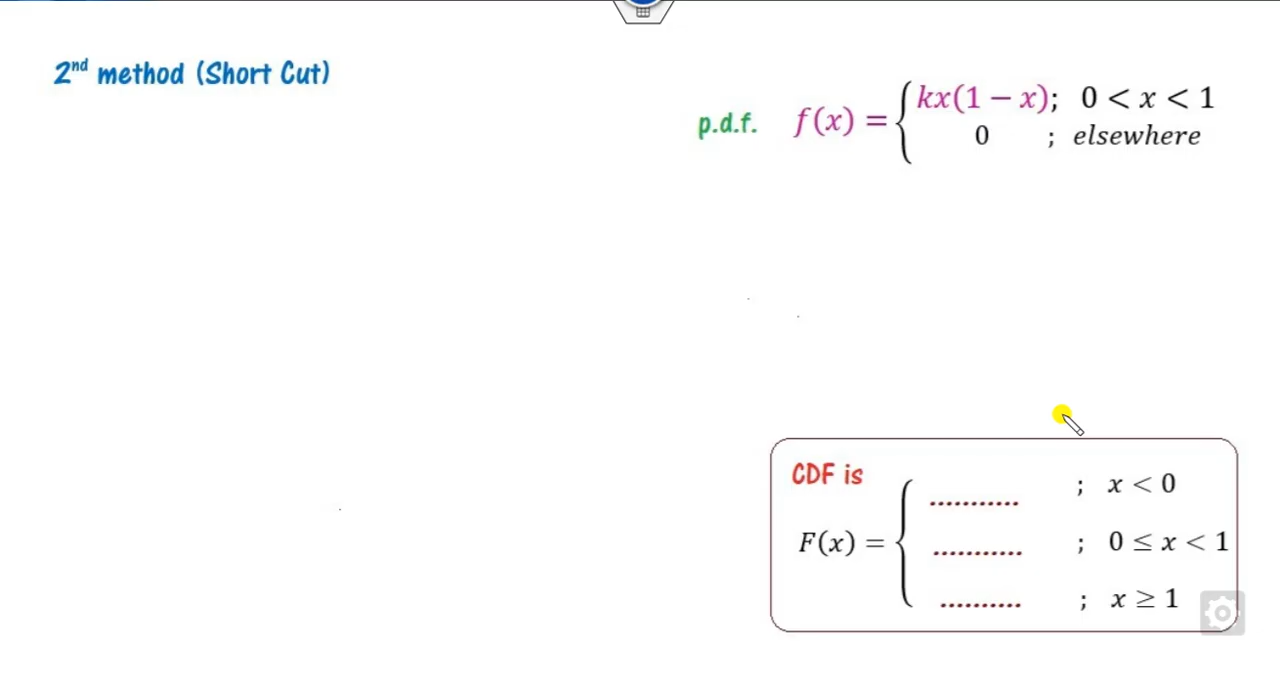 2ⁿᵈ method (Short Cut)
p.d.f. f(x) = { kx(1 − x); 0 < x < 1
0 ; elsewhere
CDF is
F(x) = { ........... ; x < 0
........... ; 0 ≤ x < 1
.......... ; x ≥ 1